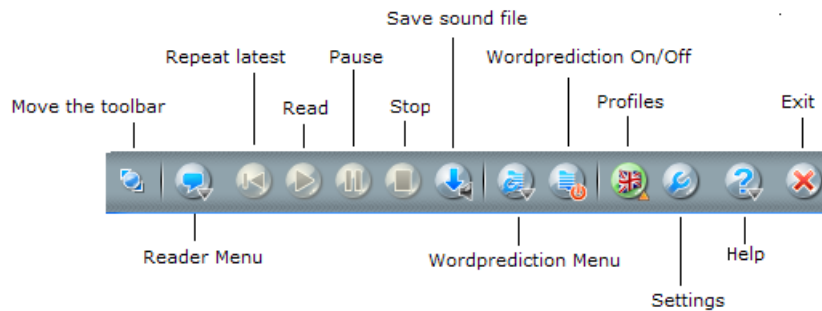 Save sound file
Repeat latest
Pause
Wordprediction On/Off
Move the toolbar
Read
Stop
Profiles
Exit
Reader Menu
Wordprediction Menu
Help
Settings